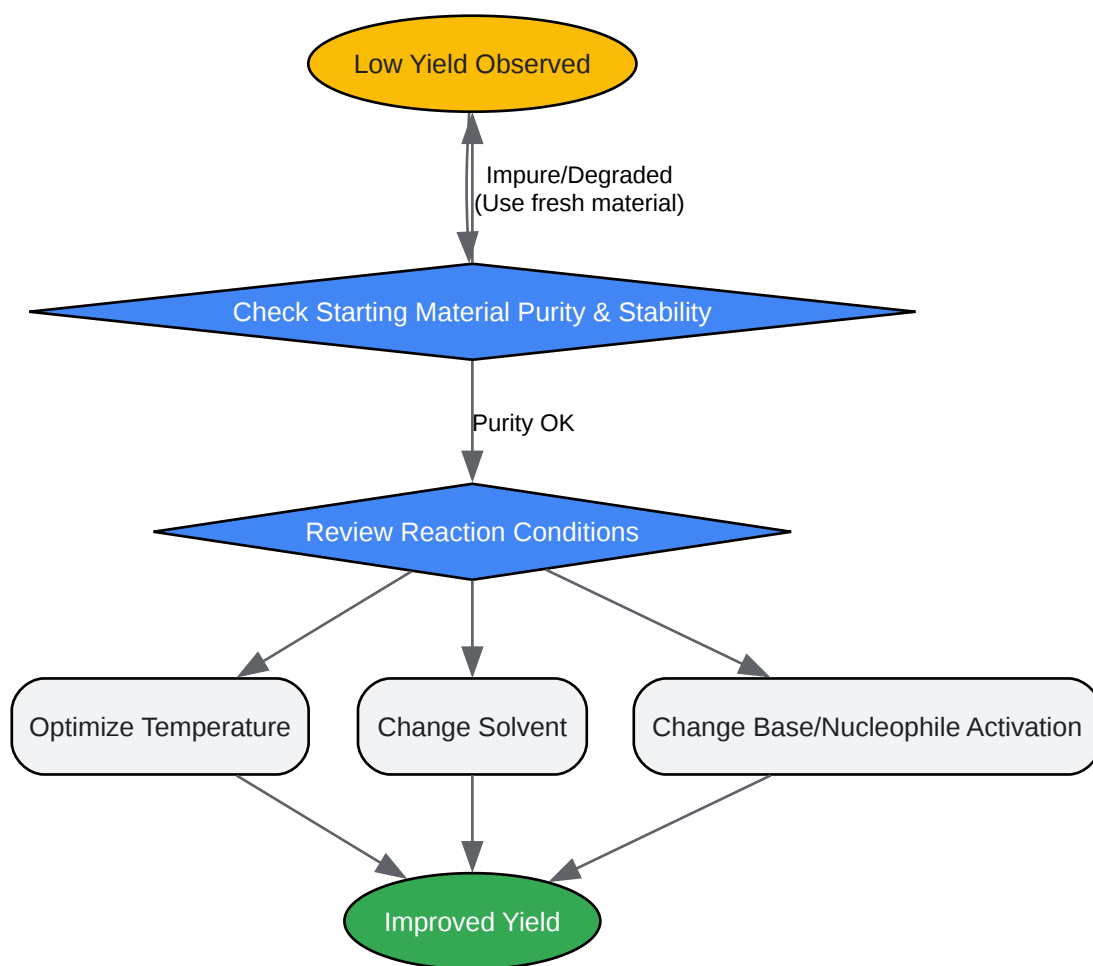 Low Yield Observed
Impure/Degraded
(Use fresh material)
Check Starting Material Purity & Stability
Purity OK
Review Reaction Conditions
Optimize Temperature
Change Solvent
Change Base/Nucleophile Activation
Improved Yield